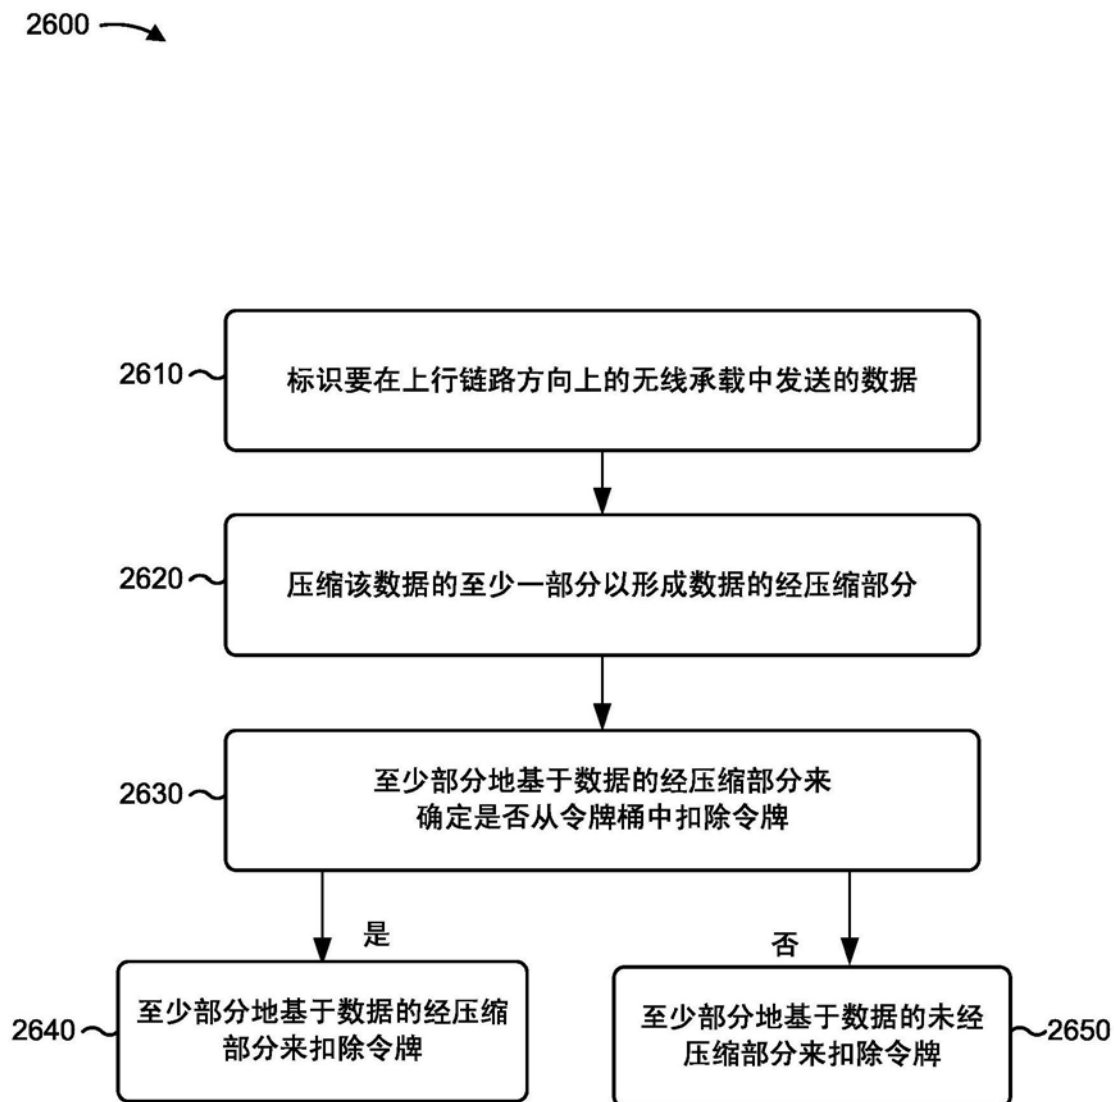 2600
2610
标识要在上行链路方向上的无线承载中发送的数据
2620
压缩该数据的至少一部分以形成数据的经压缩部分
2630
至少部分地基于数据的经压缩部分来
确定是否从令牌桶中扣除令牌
是
否
2640
至少部分地基于数据的经压缩
部分来扣除令牌
至少部分地基于数据的未经
压缩部分来扣除令牌
2650